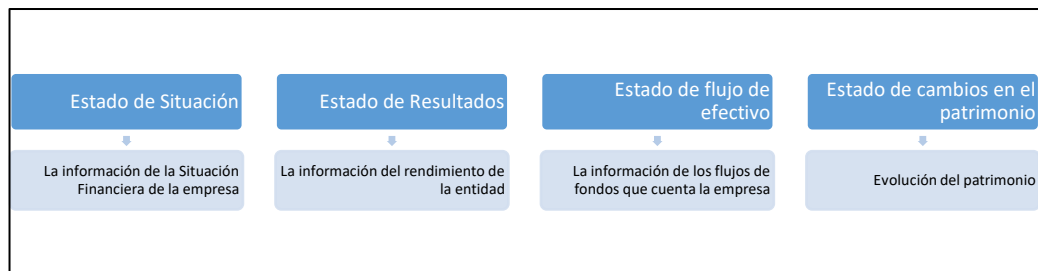 Estado de Situación
La información de la Situación
Financiera de la empresa
Estado de Resultados
La información del rendimiento de
la entidad
Estado de flujo de
efectivo
La información de los flujos de
fondos que cuenta la empresa
Estado de cambios en el
patrimonio
Evolución del patrimonio